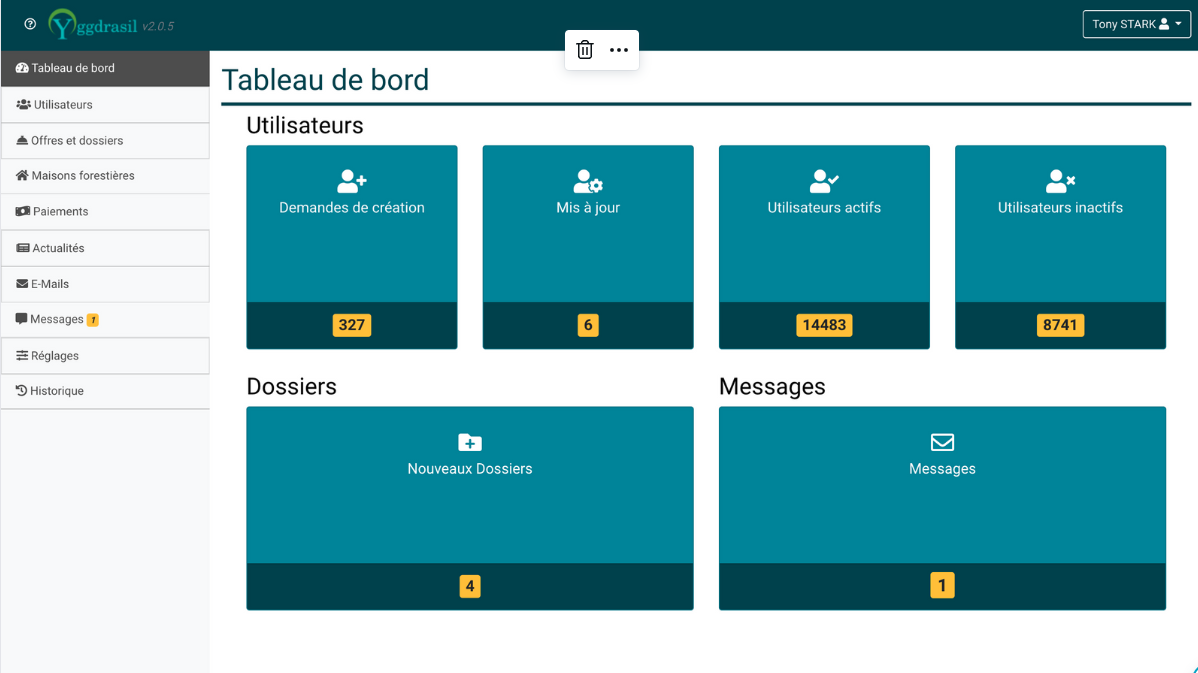 Yggdrasil v2.0.5
Tony STARK
Tableau de bord
Utilisateurs
Offres et dossiers
Maisons forestières
Paiements
Actualités
E-Mails
Messages 1
Réglages
Historique
Tableau de bord
Utilisateurs
Demandes de création
327
Mis à jour
6
Utilisateurs actifs
14483
Utilisateurs inactifs
8741
Dossiers
Nouveaux Dossiers
4
Messages
Messages
1